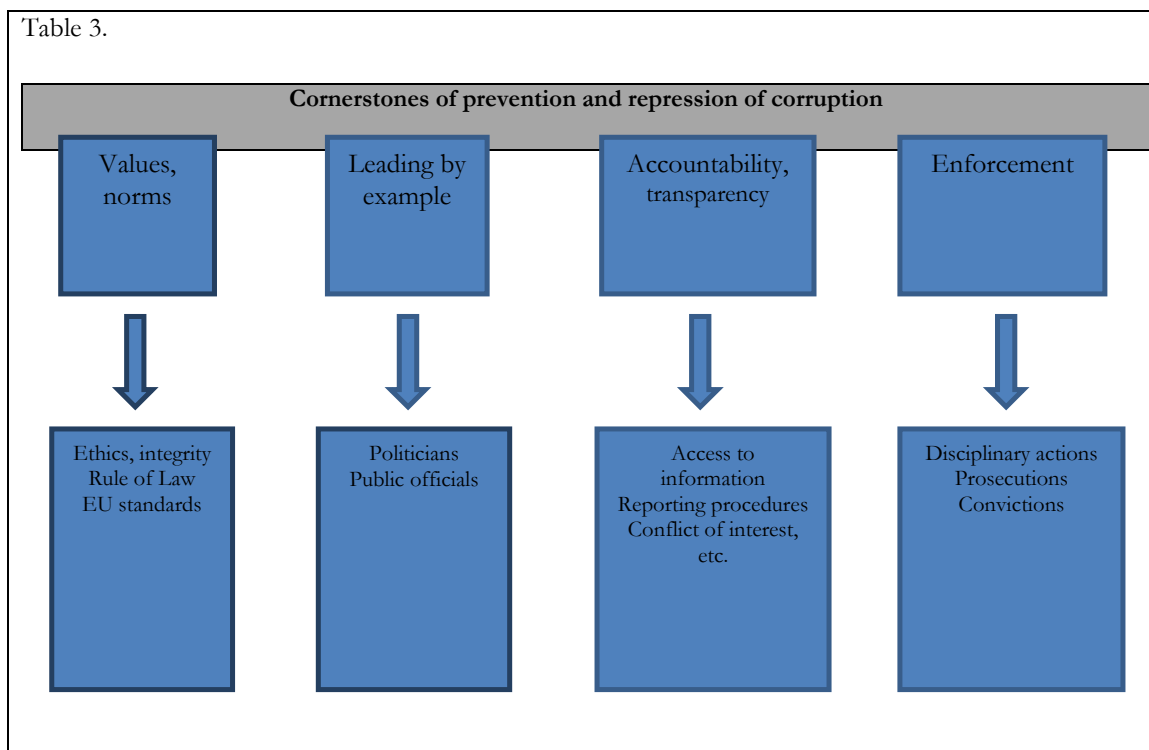 Table 3.
Cornerstones of prevention and repression of corruption
Values,
norms
Leading by
example
Accountability,
transparency
Enforcement
Ethics, integrity
Rule of Law
EU standards
Politicians
Public officials
Access to
information
Reporting procedures
Conflict of interest,
etc.
Disciplinary actions
Prosecutions
Convictions